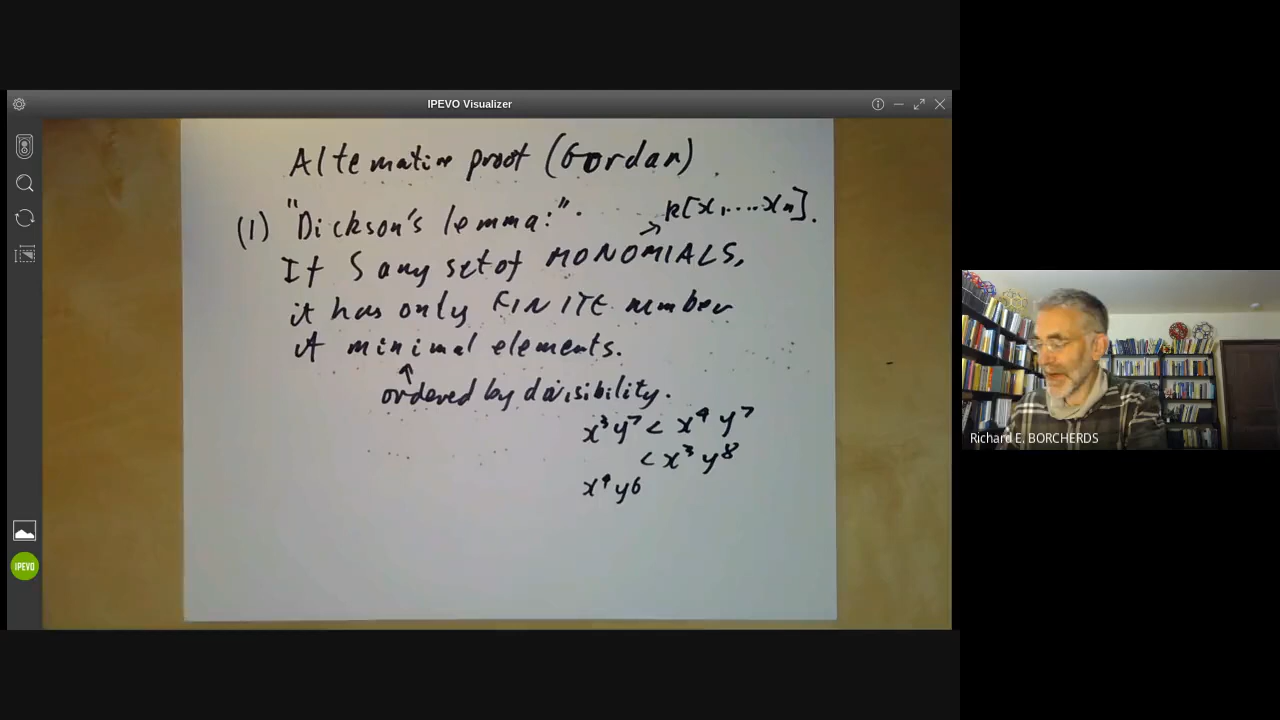 IPEVO Visualizer
Alternative proof (Gordan)
(1) "Dickson's lemma:".
k[x1....xn].
If S any set of MONOMIALS,
it has only FINITE number
of minimal elements.
ordered by divisibility.
x³y⁷ < x⁴y⁷
< x³y⁸
x⁴y6
IPEVO
Richard E. BORCHERDS